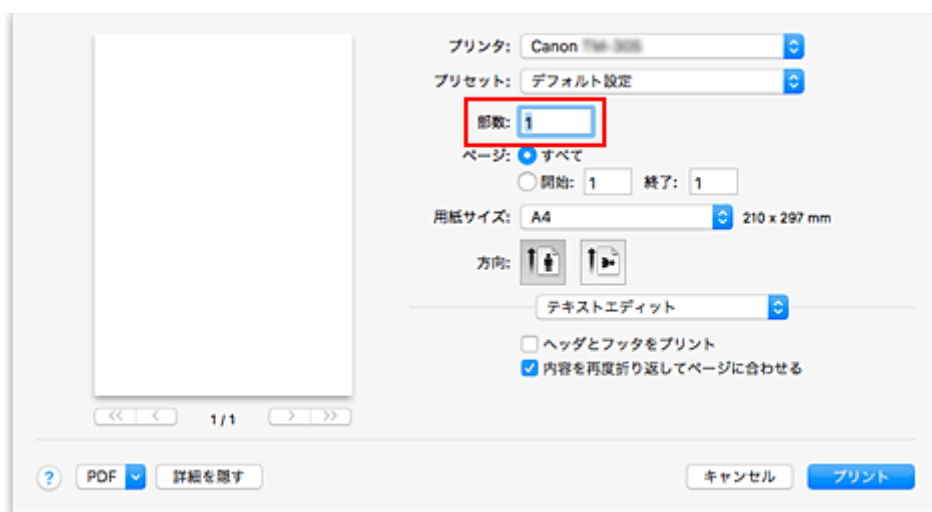 プリンタ: Canon
プリセット: デフォルト設定
部数: 1
ページ: すべて
開始: 1 終了: 1
用紙サイズ: A4 210 x 297 mm
方向:
テキストエディット
ヘッダとフッタをプリント
内容を再度折り返してページに合わせる
<< < 1 / 1 > >>
? PDF 詳細を隠す キャンセル プリント